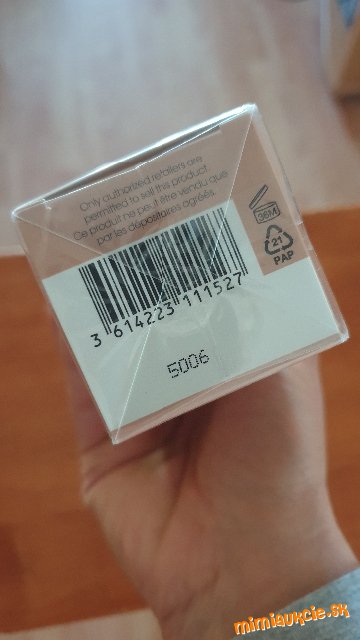 Only authorized retailers are
permitted to sell this product
Ce produit ne peut être vendu que
par les dépositaires agréés.
36M
21
PAP
3 614223 111527
5006
mimiaukcie.sk